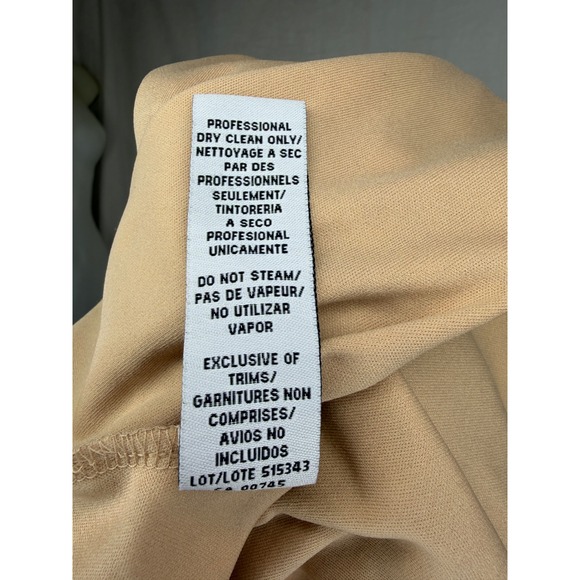 PROFESSIONAL
DRY CLEAN ONLY/
NETTOYAGE A SEC
PAR DES
PROFESSIONNELS
SEULEMENT/
TINTORERIA
A SECO
PROFESIONAL
UNICAMENTE
DO NOT STEAM/
PAS DE VAPEUR/
NO UTILIZAR
VAPOR
EXCLUSIVE OF
TRIMS/
GARNITURES NON
COMPRISES/
AVIOS NO
INCLUIDOS
LOT/LOTE 515343